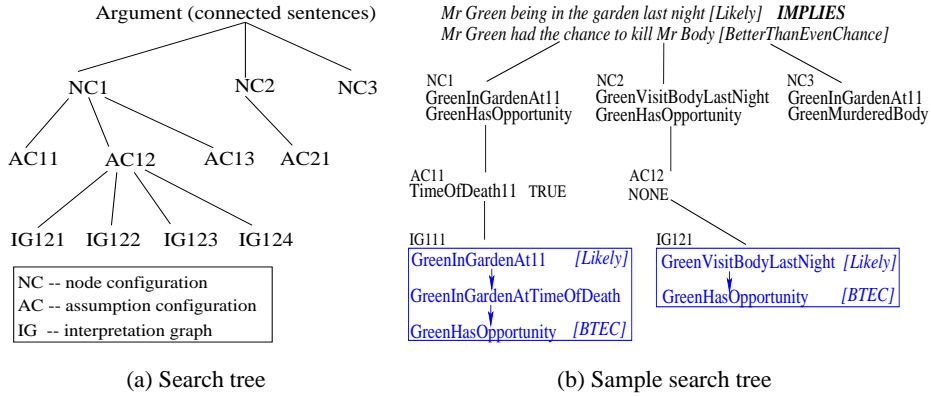 Argument (connected sentences)
NC1
NC2
NC3
AC11
AC12
AC13
AC21
IG121
IG122
IG123
IG124
NC -- node configuration
AC -- assumption configuration
IG -- interpretation graph
(a) Search tree
Mr Green being in the garden last night [Likely] IMPLIES
Mr Green had the chance to kill Mr Body [BetterThanEvenChance]
NC1
GreenInGardenAt11
GreenHasOpportunity
NC2
GreenVisitBodyLastNight
GreenHasOpportunity
NC3
GreenInGardenAt11
GreenMurderedBody
AC11
TimeOfDeath11 TRUE
AC12
NONE
IG111
GreenInGardenAt11 [Likely]
GreenInGardenAtTimeOfDeath
GreenHasOpportunity [BTEC]
IG121
GreenVisitBodyLastNight [Likely]
GreenHasOpportunity [BTEC]
(b) Sample search tree